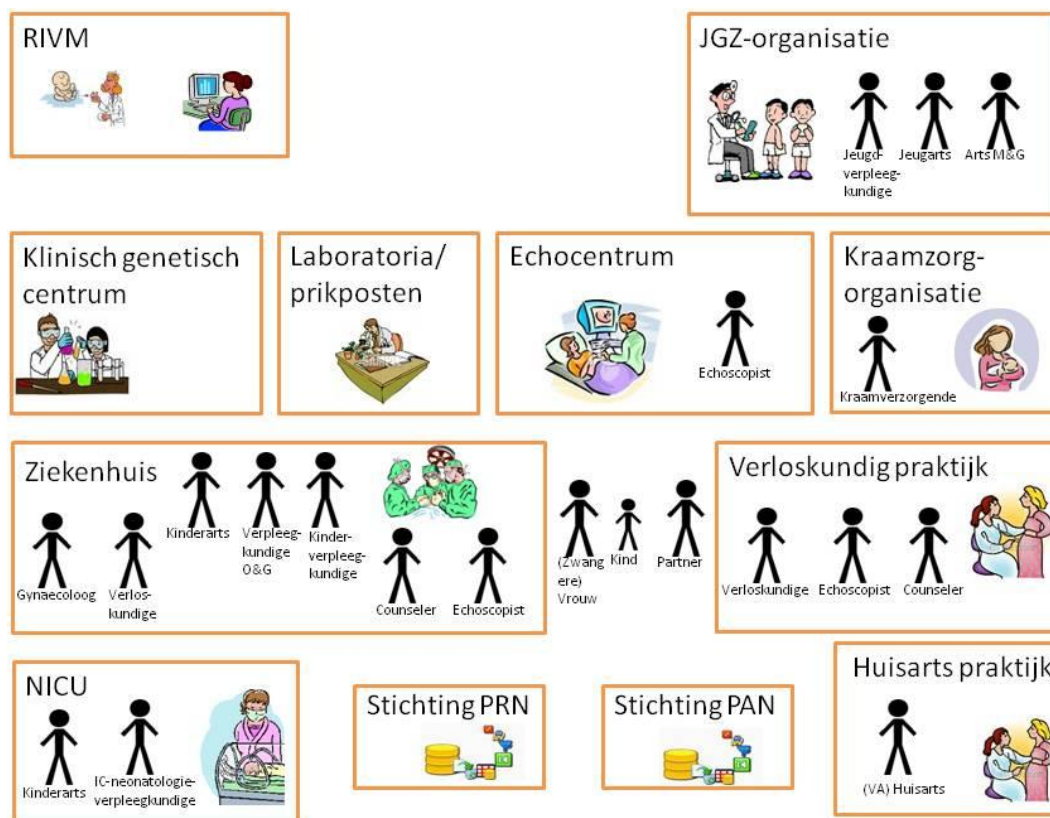 RIVM
JGZ-organisatie
Jeugd-
verpleeg-
kundige
Jeugarts
Arts M&G
Klinisch genetisch
centrum
Laboratoria/
prikposten
Echocentrum
Echoscopist
Kraamzorg-
organisatie
Kraamverzorgende
Ziekenhuis
Kinderarts
Verpleeg-
kundige
O&G
Kinder-
verpleeg-
kundige
Gynaecoloog
Verlos-
kundige
Counseler
Echoscopist
(Zwang
ere)
Vrouw
Kind
Partner
Verloskundig praktijk
Verloskundige
Echoscopist
Counseler
NICU
Kinderarts
IC-neonatologie-
verpleegkundige
Stichting PRN
Stichting PAN
Huisarts praktijk
(VA) Huisarts